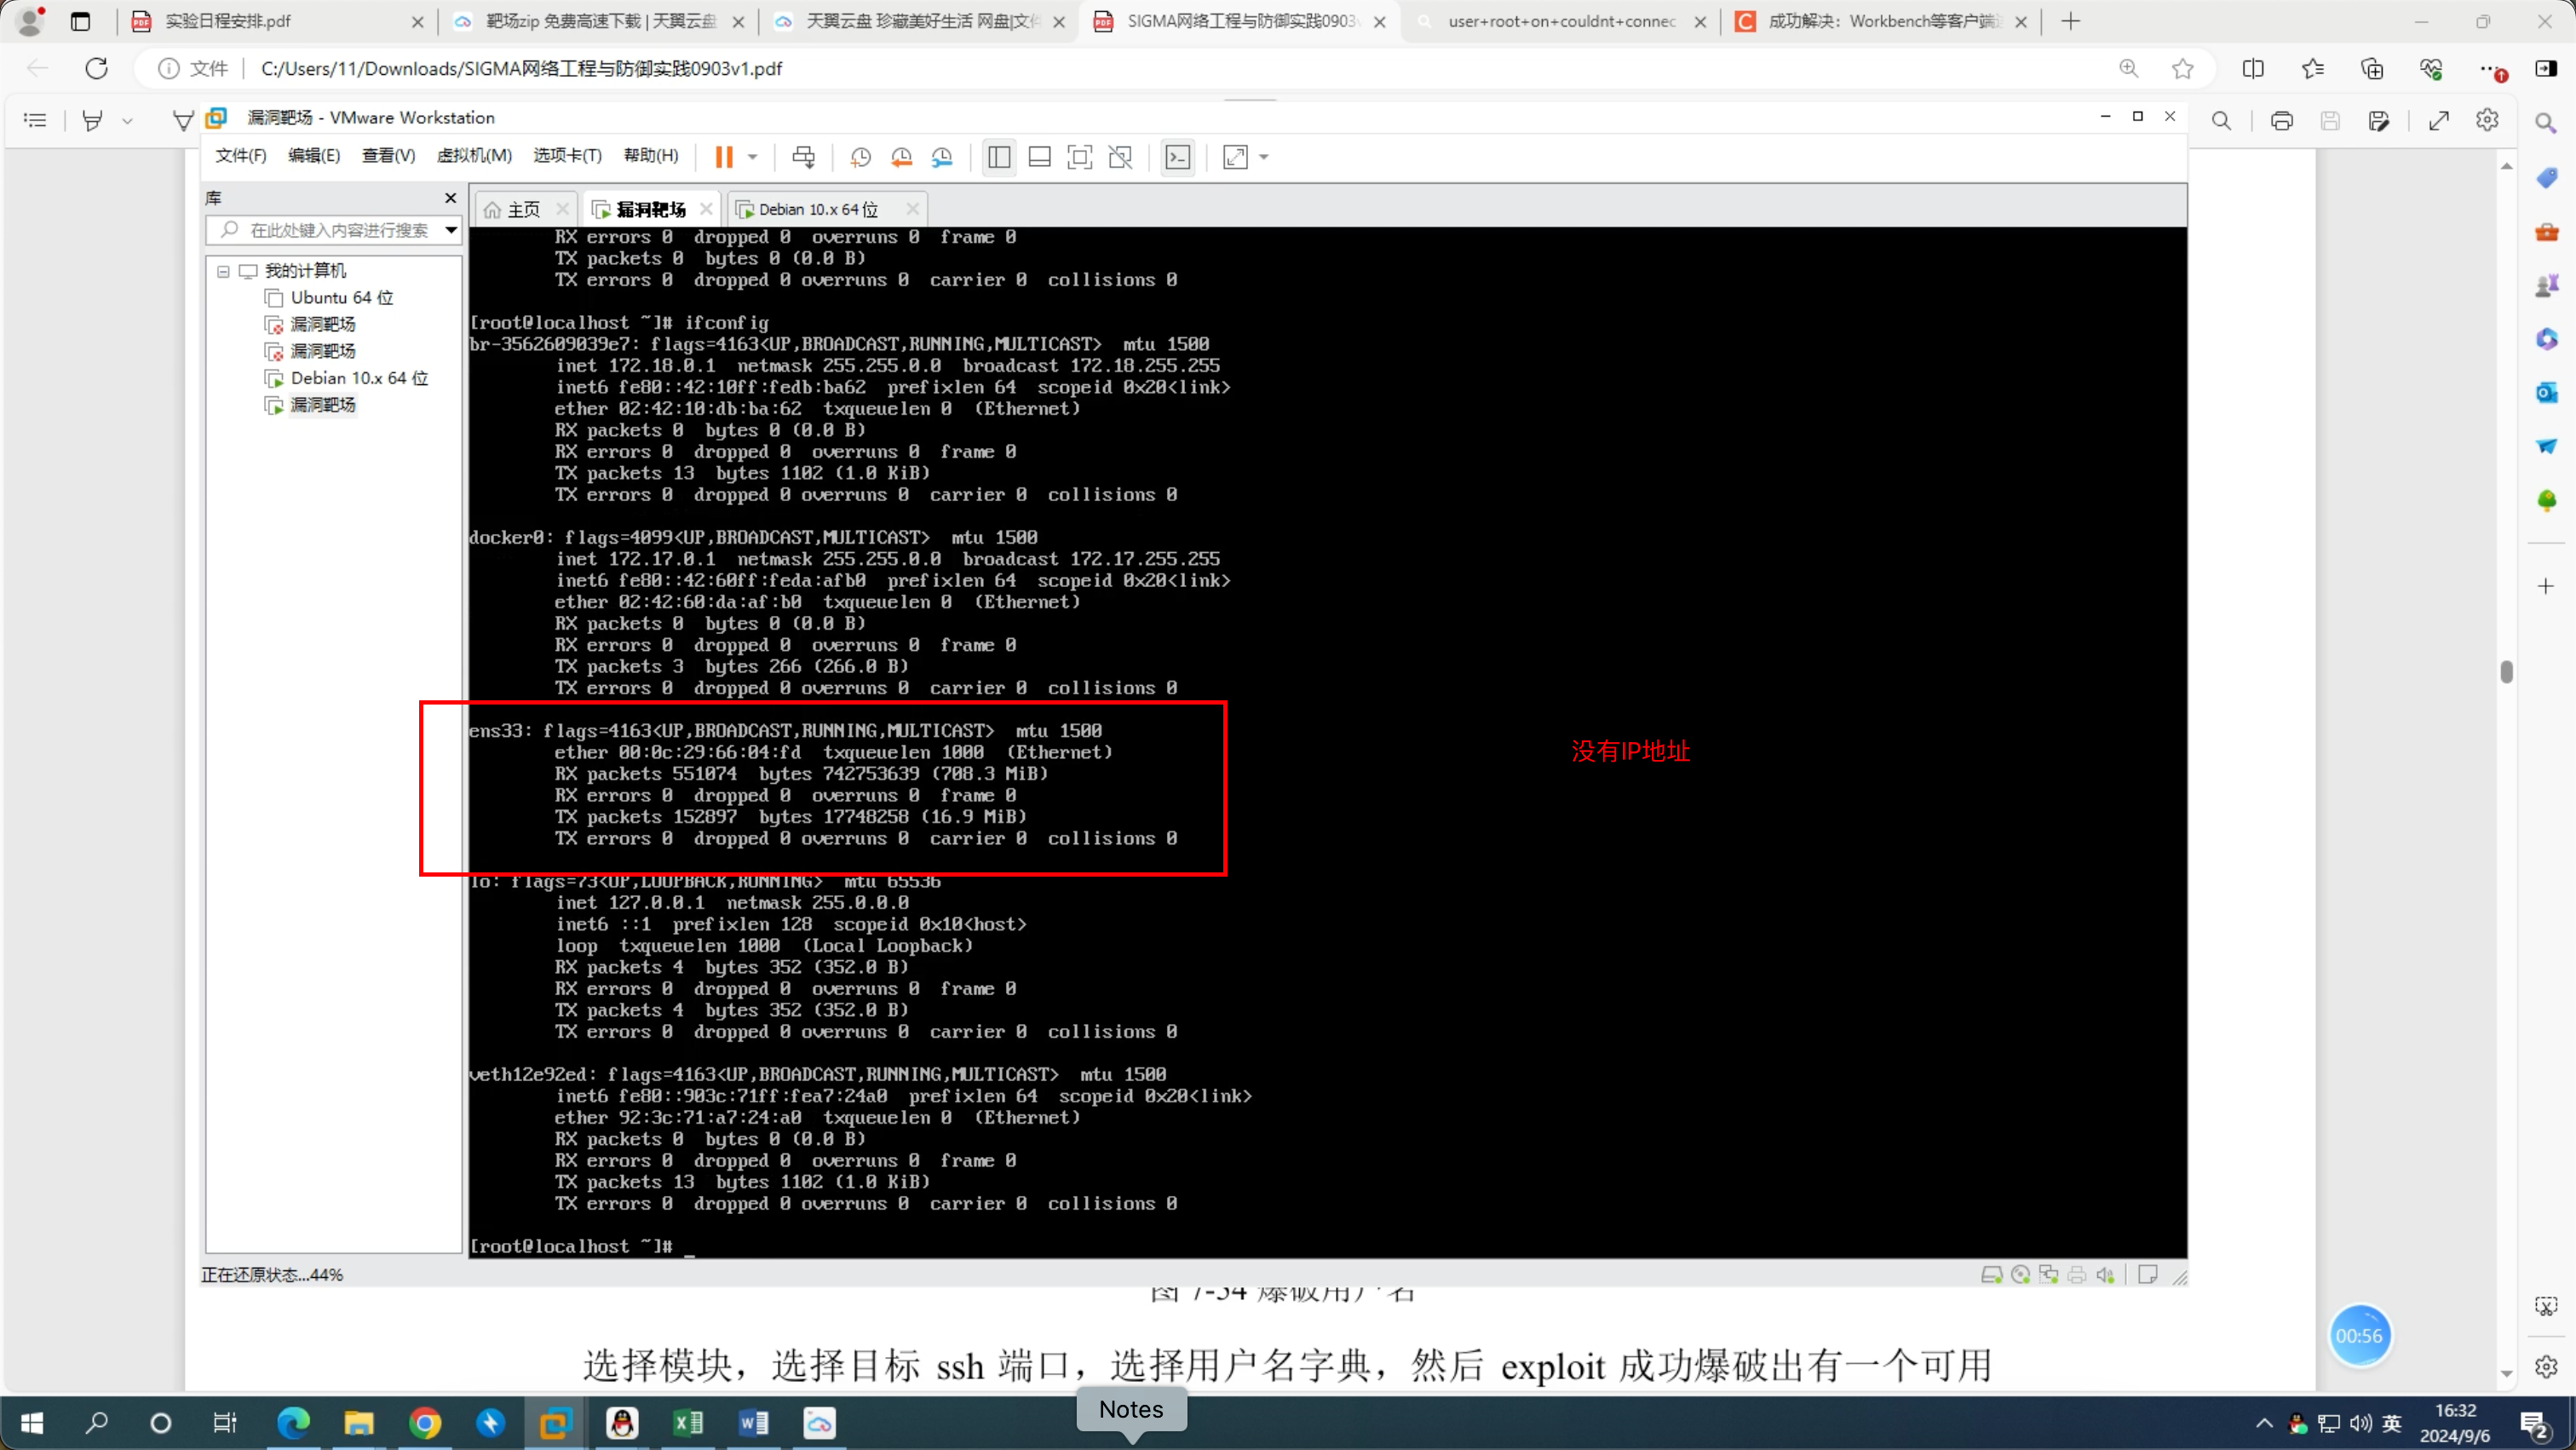 实验日程安排.pdf
靶场zip 免费高速下载 | 天翼云盘
天翼云盘 珍藏美好生活 网盘|文件
SIGMA网络工程与防御实践0903
user+root+on+couldnt+connec
成功解决：Workbench等客户端
文件
C:/Users/11/Downloads/SIGMA网络工程与防御实践0903v1.pdf
漏洞靶场 - VMware Workstation
文件(F) 编辑(E) 查看(V) 虚拟机(M) 选项卡(T) 帮助(H)
库
在此处键入内容进行搜索
我的计算机
Ubuntu 64 位
漏洞靶场
漏洞靶场
Debian 10.x 64 位
漏洞靶场
主页
漏洞靶场
Debian 10.x 64 位
RX errors 0 dropped 0 overruns 0 frame 0
TX packets 0 bytes 0 (0.0 B)
TX errors 0 dropped 0 overruns 0 carrier 0 collisions 0
[root@localhost ~]# ifconfig
br-3562609039e7: flags=4163<UP,BROADCAST,RUNNING,MULTICAST> mtu 1500
inet 172.18.0.1 netmask 255.255.0.0 broadcast 172.18.255.255
inet6 fe80::42:10ff:fedb:ba62 prefixlen 64 scopeid 0x20<link>
ether 02:42:10:db:ba:62 txqueuelen 0 (Ethernet)
RX packets 0 bytes 0 (0.0 B)
RX errors 0 dropped 0 overruns 0 frame 0
TX packets 13 bytes 1102 (1.0 KiB)
TX errors 0 dropped 0 overruns 0 carrier 0 collisions 0
docker0: flags=4099<UP,BROADCAST,MULTICAST> mtu 1500
inet 172.17.0.1 netmask 255.255.0.0 broadcast 172.17.255.255
inet6 fe80::42:60ff:feda:afb0 prefixlen 64 scopeid 0x20<link>
ether 02:42:60:da:af:b0 txqueuelen 0 (Ethernet)
RX packets 0 bytes 0 (0.0 B)
RX errors 0 dropped 0 overruns 0 frame 0
TX packets 3 bytes 266 (266.0 B)
TX errors 0 dropped 0 overruns 0 carrier 0 collisions 0
ens33: flags=4163<UP,BROADCAST,RUNNING,MULTICAST> mtu 1500
ether 00:0c:29:66:04:fd txqueuelen 1000 (Ethernet)
RX packets 551074 bytes 742753639 (708.3 MiB)
RX errors 0 dropped 0 overruns 0 frame 0
TX packets 152897 bytes 17748258 (16.9 MiB)
TX errors 0 dropped 0 overruns 0 carrier 0 collisions 0
没有IP地址
lo: flags=73<UP,LOOPBACK,RUNNING> mtu 65536
inet 127.0.0.1 netmask 255.0.0.0
inet6 ::1 prefixlen 128 scopeid 0x10<host>
loop txqueuelen 1000 (Local Loopback)
RX packets 4 bytes 352 (352.0 B)
RX errors 0 dropped 0 overruns 0 frame 0
TX packets 4 bytes 352 (352.0 B)
TX errors 0 dropped 0 overruns 0 carrier 0 collisions 0
veth12e92ed: flags=4163<UP,BROADCAST,RUNNING,MULTICAST> mtu 1500
inet6 fe80::903c:71ff:fea7:24a0 prefixlen 64 scopeid 0x20<link>
ether 92:3c:71:a7:24:a0 txqueuelen 0 (Ethernet)
RX packets 0 bytes 0 (0.0 B)
RX errors 0 dropped 0 overruns 0 frame 0
TX packets 13 bytes 1102 (1.0 KiB)
TX errors 0 dropped 0 overruns 0 carrier 0 collisions 0
[root@localhost ~]# _
正在还原状态...44%
图 7-34 爆破用户名
00:56
选择模块，选择目标 ssh 端口，选择用户名字典，然后 exploit 成功爆破出有一个可用
Notes
英
16:32
2024/9/6
2